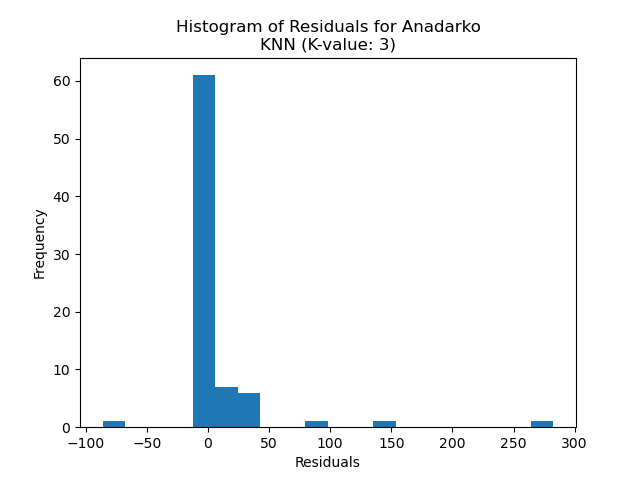 Histogram of Residuals for Anadarko
KNN (K-value: 3)
60
50
40
30
20
10
0
Frequency
−100 −50 0 50 100 150 200 250 300
Residuals